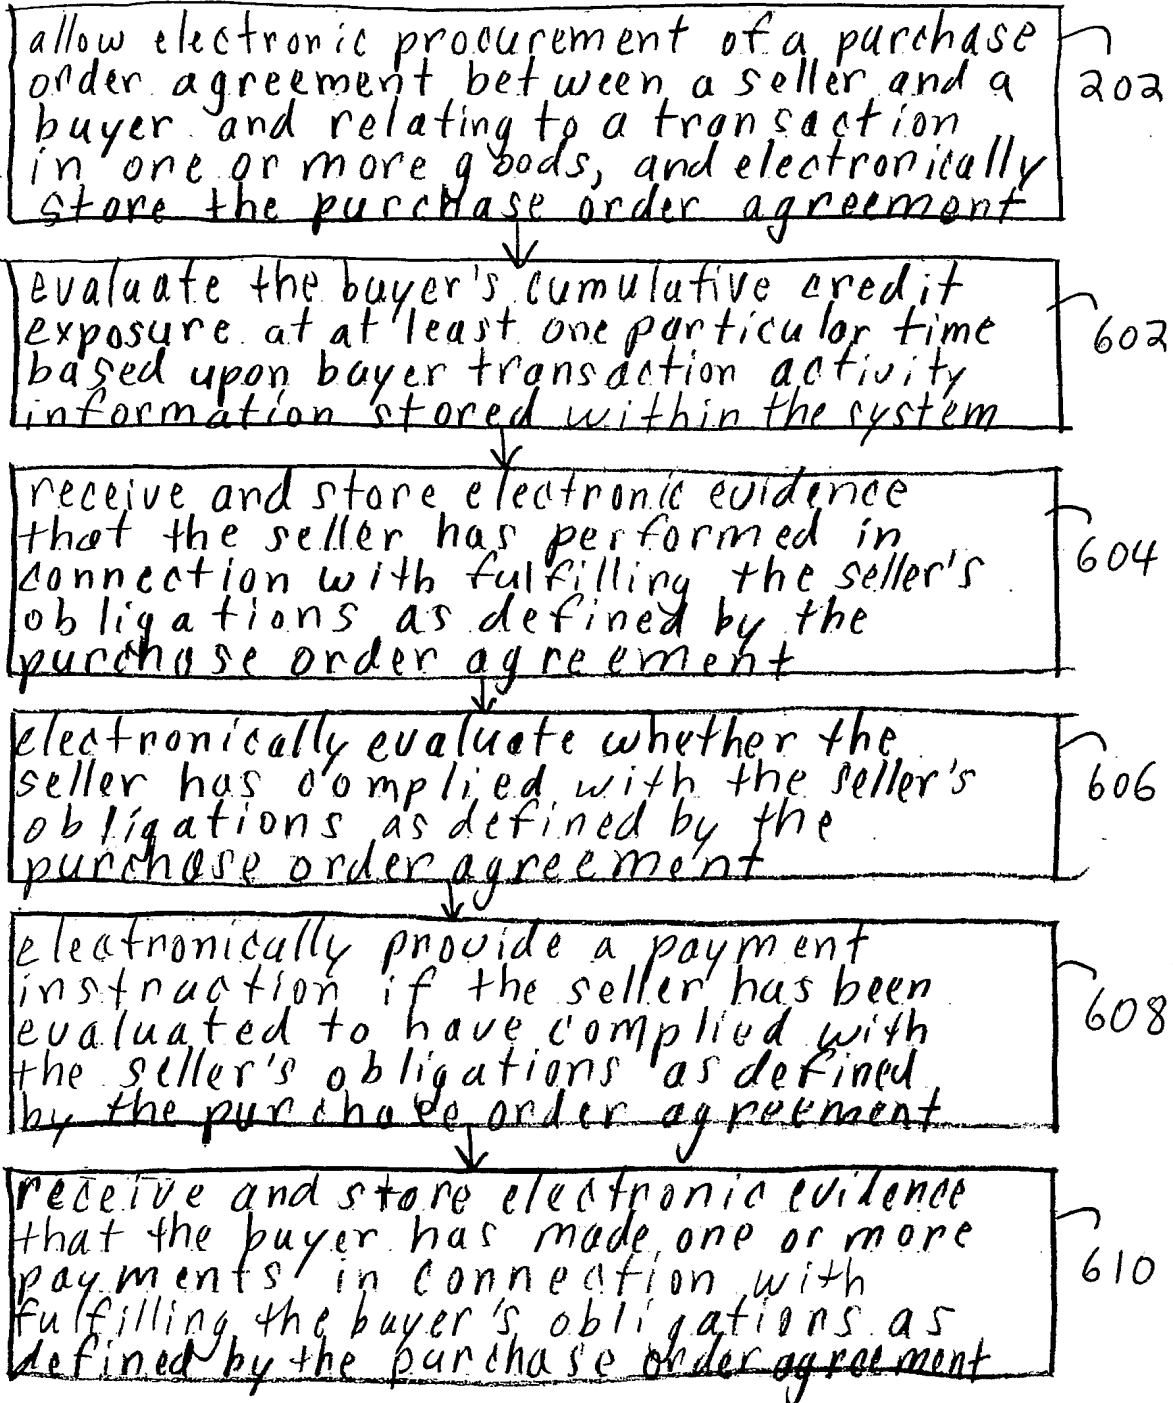 allow electronic procurement of a purchase
order agreement between a seller and a
buyer and relating to a transaction
in one or more goods, and electronically
store the purchase order agreement
202
evaluate the buyer's cumulative credit
exposure at at least one particular time
based upon buyer transaction activity
information stored within the system
602
receive and store electronic evidence
that the seller has performed in
connection with fulfilling the seller's
obligations as defined by the
purchase order agreement
604
electronically evaluate whether the
seller has complied with the seller's
obligations as defined by the
purchase order agreement
606
electronically provide a payment
instruction if the seller has been
evaluated to have complied with
the seller's obligations as defined
by the purchase order agreement
608
receive and store electronic evidence
that the buyer has made one or more
payments in connection with
fulfilling the buyer's obligations as
defined by the purchase order agreement
610